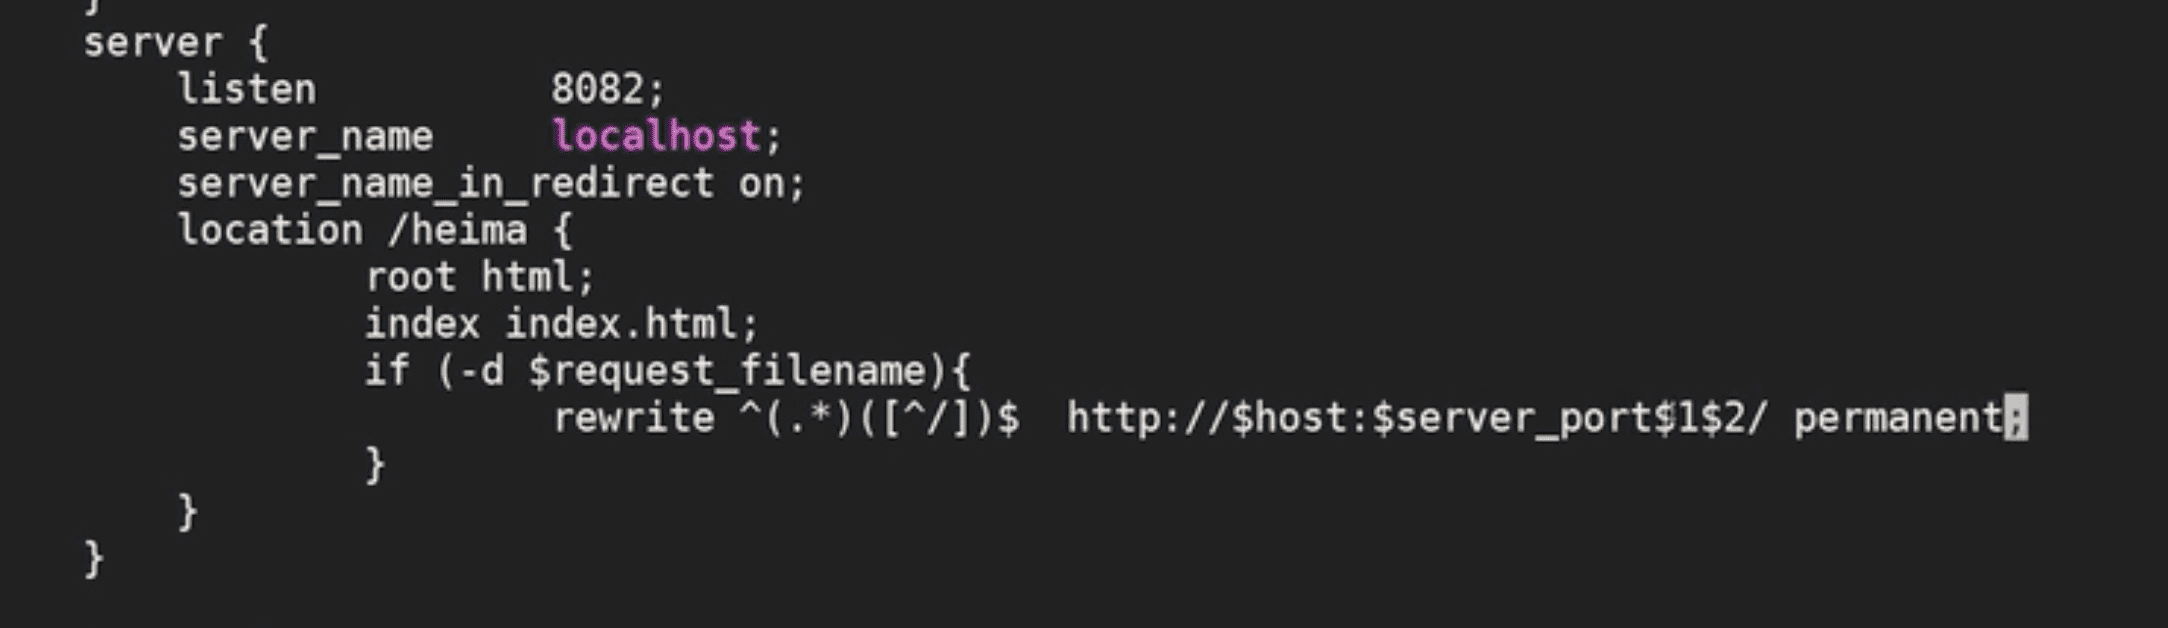 }
server {
listen 8082;
server_name localhost;
server_name_in_redirect on;
location /heima {
root html;
index index.html;
if (-d $request_filename){
rewrite ^(.*)([^/])$ http://$host:$server_port$1$2/ permanent;
}
}
}